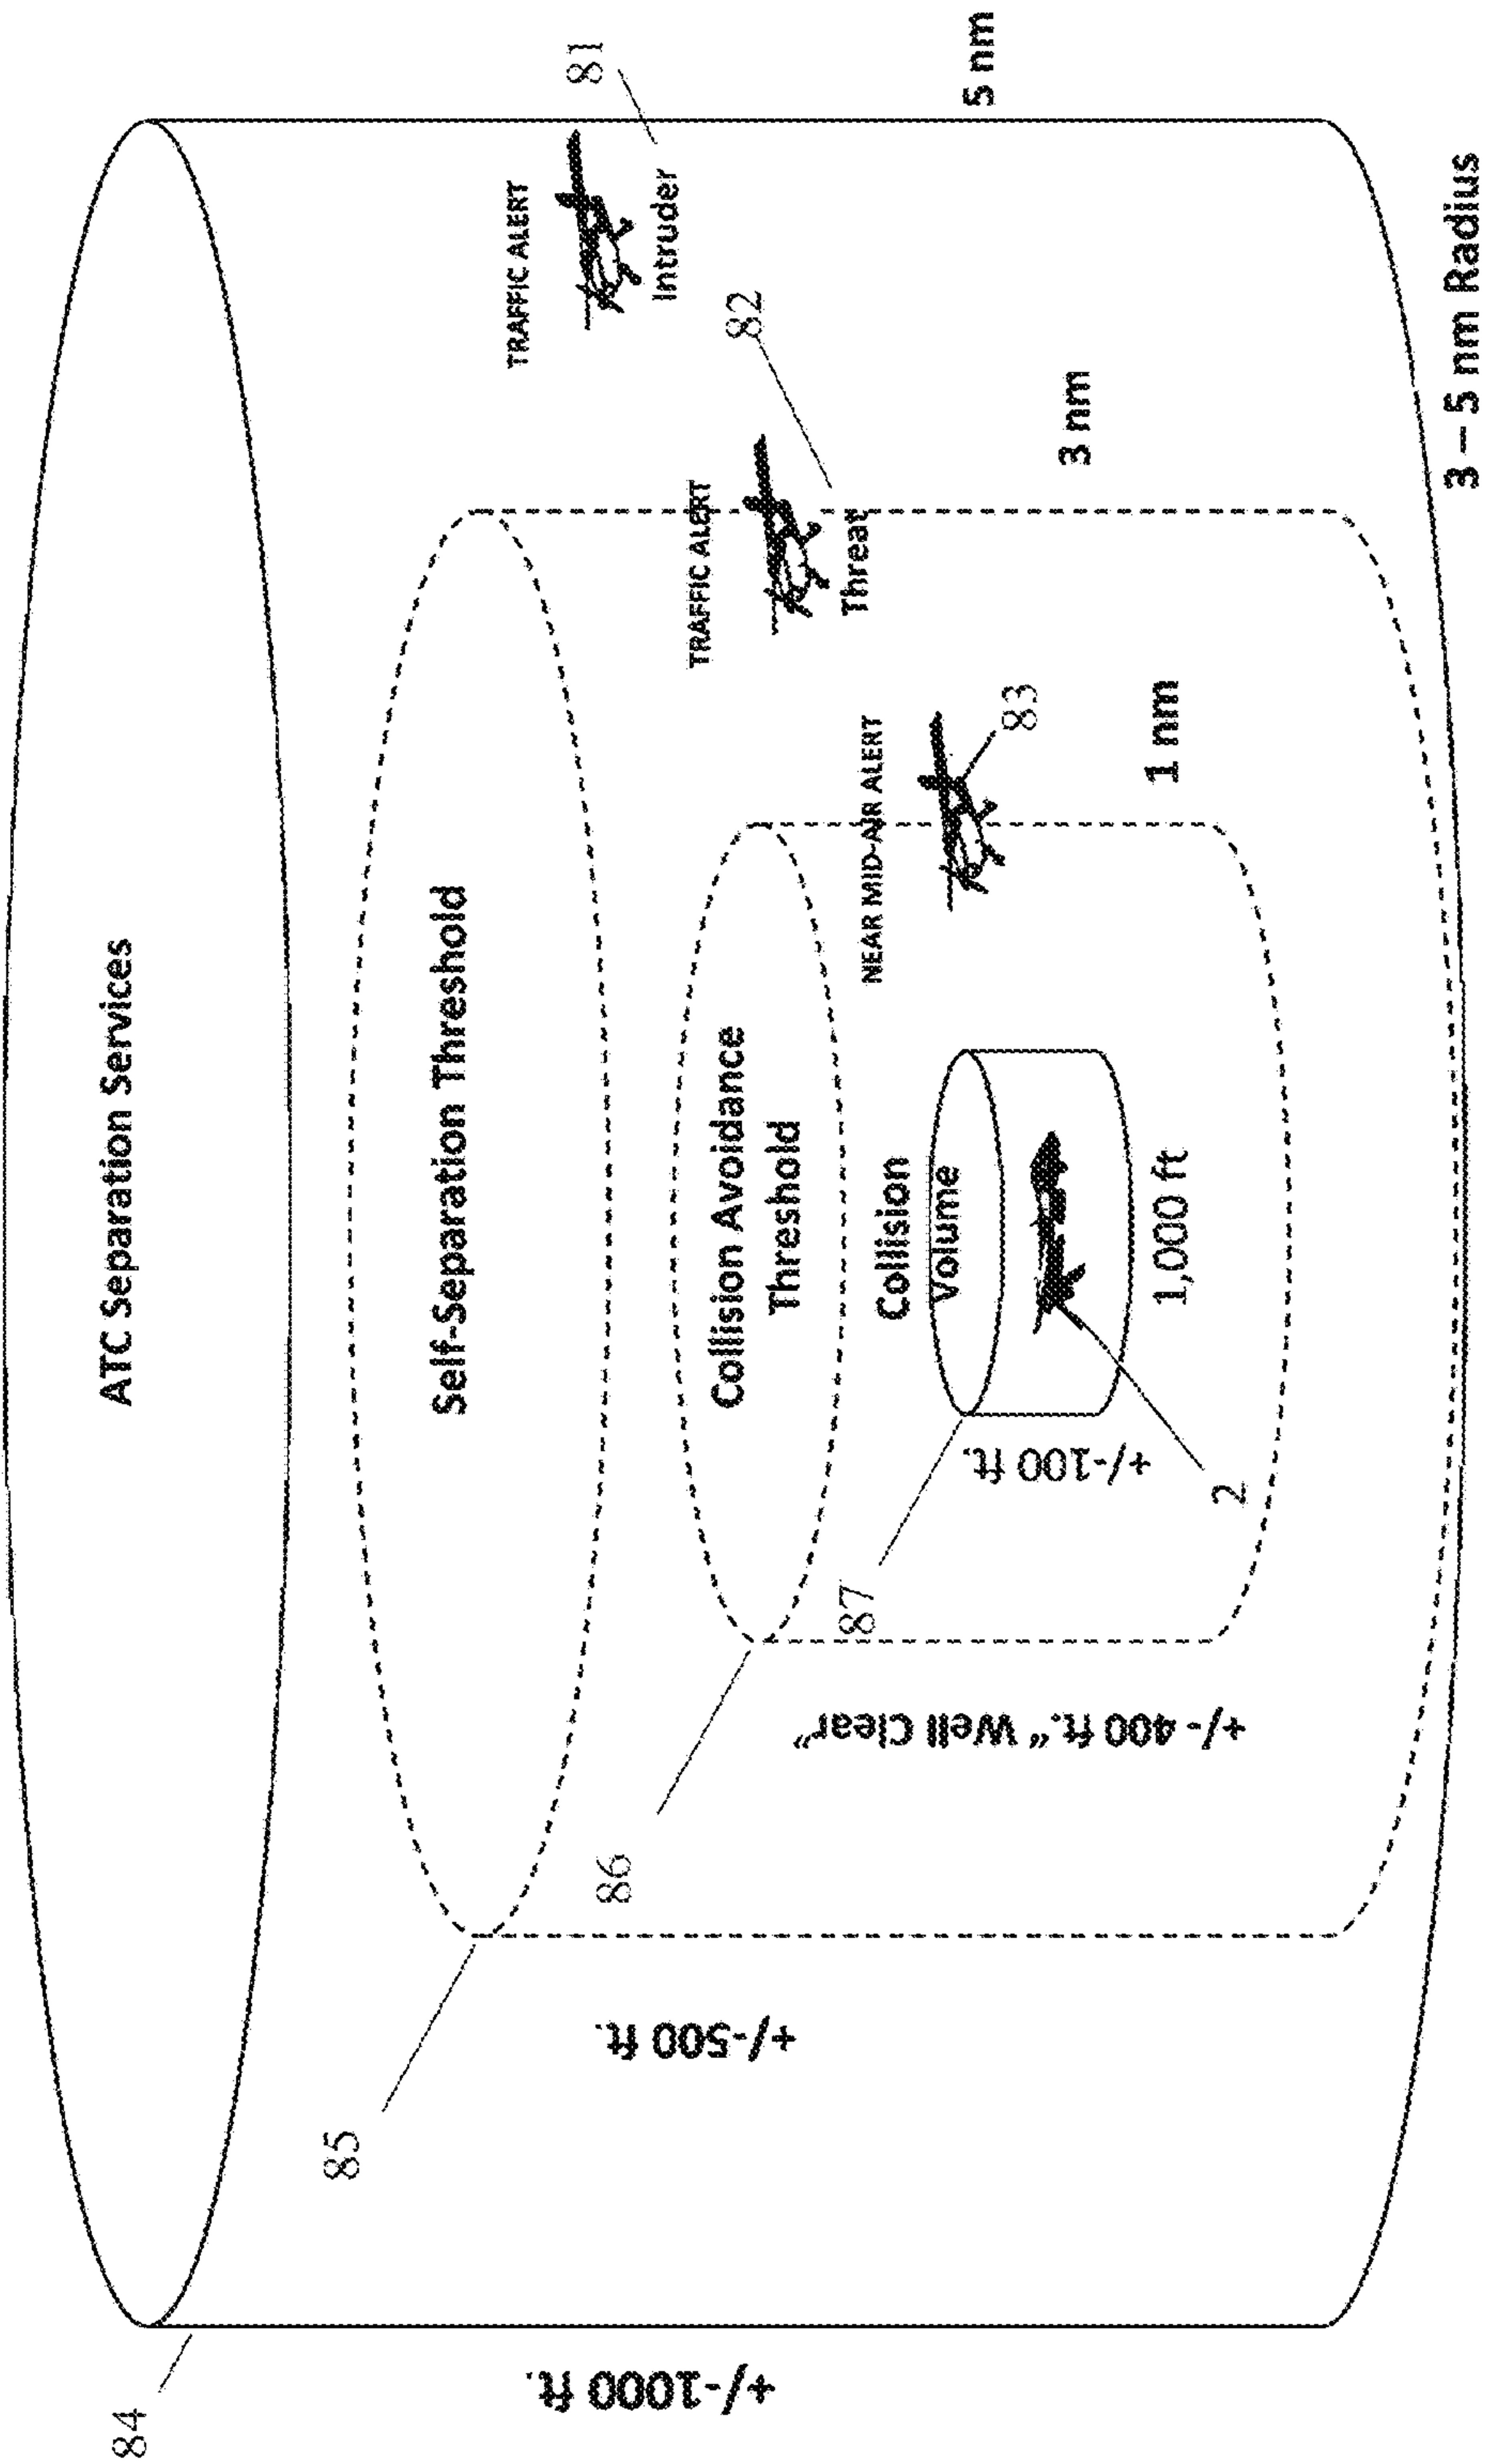 84
ATC Separation Services
85
Self-Separation Threshold
TRAFFIC ALERT
81
Intruder
+/-1000 ft.
+/-500 ft.
86
Collision Avoidance
Threshold
TRAFFIC ALERT
82
Threat
87
+/-400 ft. “ Well Clear”
Collision
Volume
NEAR MID-AIR ALERT
83
+/-100 ft.
2
1,000 ft
1 nm
3 nm
5 nm
3 – 5 nm Radius